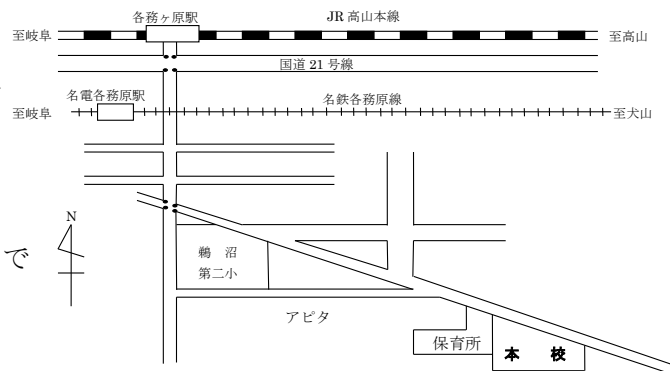 各務ヶ原駅
JR 高山本線
至岐阜
至高山
国道 21 号線
名電各務原駅
名鉄各務原線
至岐阜
至犬山
N
で
鵜 沼
第二小
アピタ
保育所
本 校